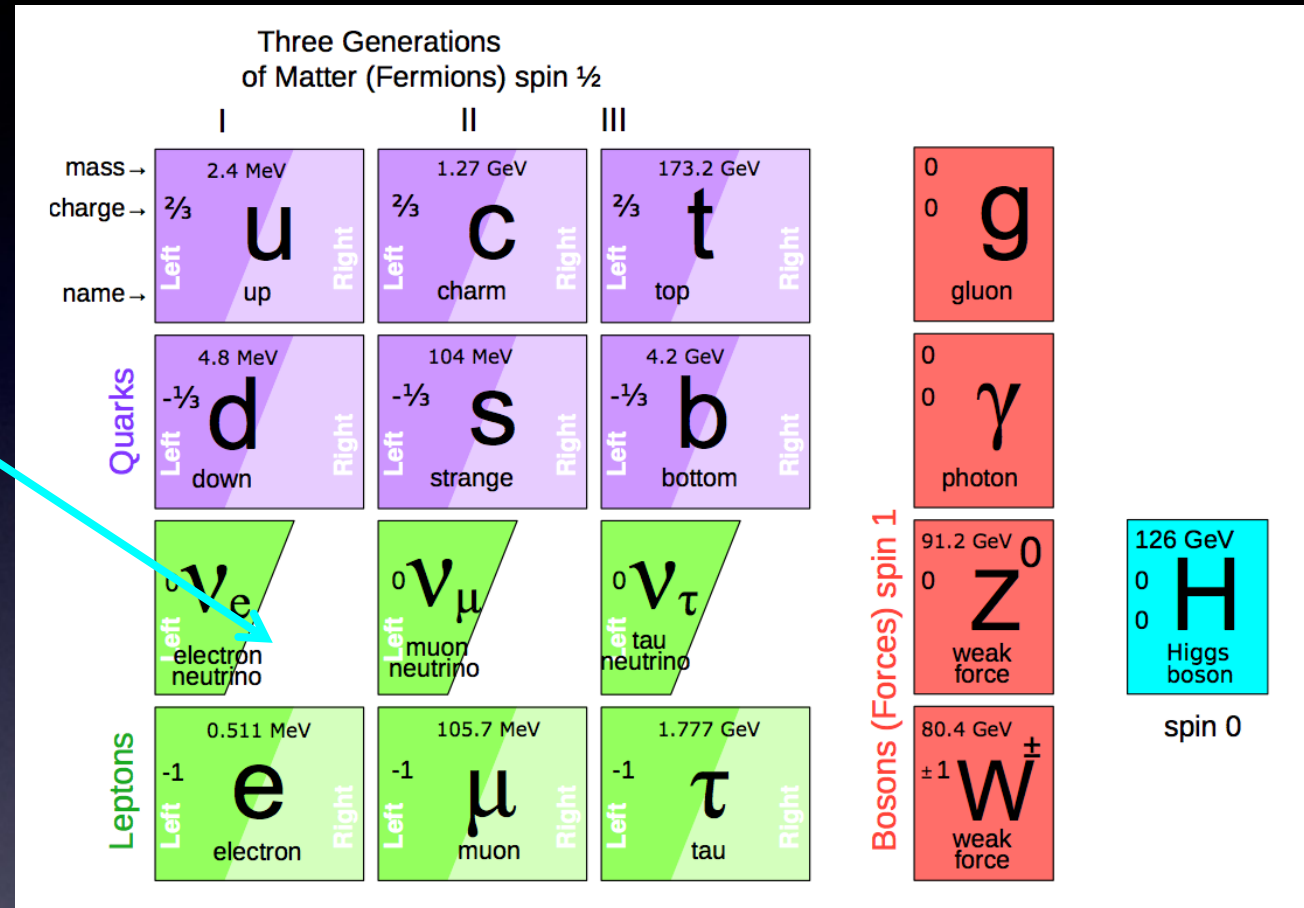 Three Generations
of Matter (Fermions) spin ½
I II III
mass→
charge→
name→
2.4 MeV
⅔
u
Left
Right
up
1.27 GeV
⅔
c
Left
Right
charm
173.2 GeV
⅔
t
Left
Right
top
0
0
g
gluon
Quarks
4.8 MeV
-⅓
d
Left
Right
down
104 MeV
-⅓
s
Left
Right
strange
4.2 GeV
-⅓
b
Left
Right
bottom
0
0
γ
photon
0
νe
Left
electron
neutrino
0
νμ
Left
muon
neutrino
0
ντ
Left
tau
neutrino
Bosons (Forces) spin 1
91.2 GeV
0
Z0
weak
force
126 GeV
0
0
H
Higgs
boson
spin 0
Leptons
0.511 MeV
-1
e
Left
Right
electron
105.7 MeV
-1
μ
Left
Right
muon
1.777 GeV
-1
τ
Left
Right
tau
80.4 GeV
±1
W±
weak
force